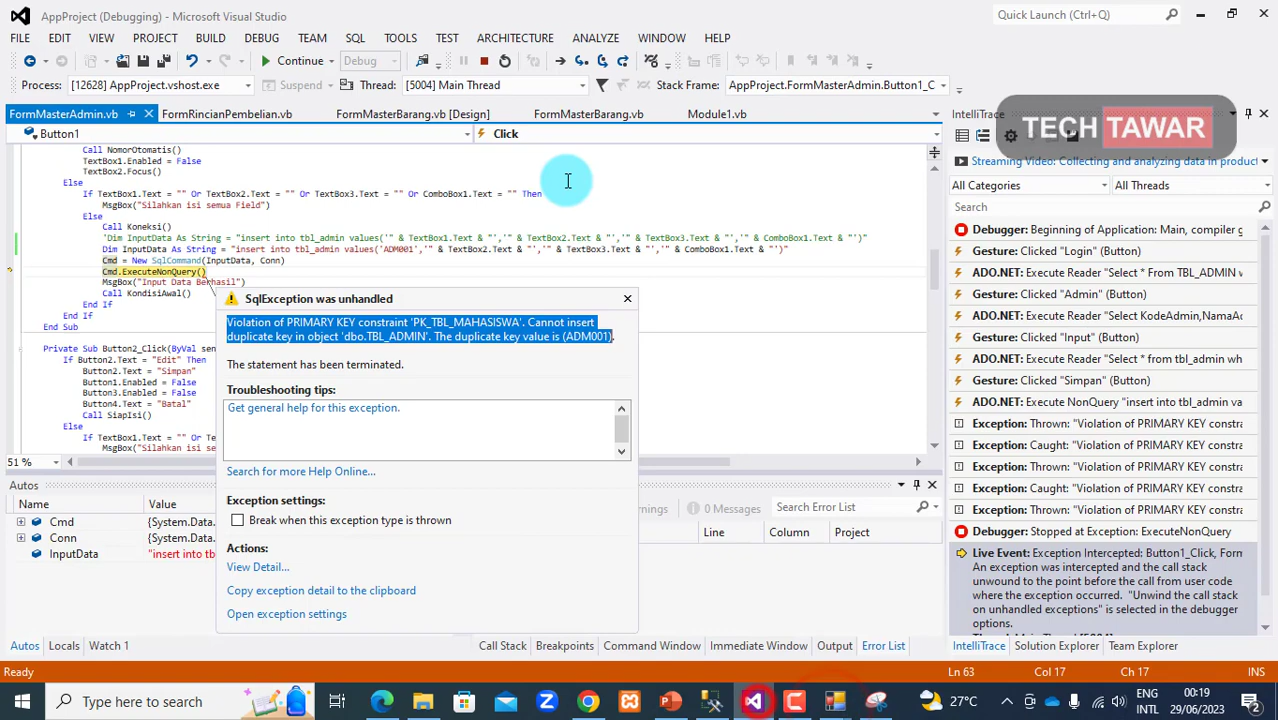 AppProject (Debugging) - Microsoft Visual Studio
Quick Launch (Ctrl+Q)
FILE EDIT VIEW PROJECT BUILD DEBUG TEAM SQL TOOLS TEST ARCHITECTURE ANALYZE WINDOW HELP
Continue Debug
Process: [12628] AppProject.vshost.exe Suspend Thread: [5004] Main Thread Stack Frame: AppProject.FormMasterAdmin.Button1_C
FormMasterAdmin.vb FormRincianPembelian.vb FormMasterBarang.vb [Design] FormMasterBarang.vb Module1.vb
Button1 Click
Call NomorOtomatis()
TextBox1.Enabled = False
TextBox2.Focus()
Else
If TextBox1.Text = "" Or TextBox2.Text = "" Or TextBox3.Text = "" Or ComboBox1.Text = "" Then
MsgBox("Silahkan isi semua Field")
Else
Call Koneksi()
'Dim InputData As String = "insert into tbl_admin values('" & TextBox1.Text & "','" & TextBox2.Text & "','" & TextBox3.Text & "','" & ComboBox1.Text & "')"
Dim InputData As String = "insert into tbl_admin values('ADM001','" & TextBox2.Text & "','" & TextBox3.Text & "','" & ComboBox1.Text & "')"
Cmd = New SqlCommand(InputData, Conn)
Cmd.ExecuteNonQuery()
MsgBox("Input Data Berhasil")
Call KondisiAwal()
End If
End If
End Sub
Private Sub Button2_Click(ByVal sen
If Button2.Text = "Edit" Then
Button2.Text = "Simpan"
Button1.Enabled = False
Button3.Enabled = False
Button4.Text = "Batal"
Call SiapIsi()
Else
If TextBox1.Text = "" Or T
MsgBox("Silahkan isi s
51 %
SqlException was unhandled
Violation of PRIMARY KEY constraint 'PK_TBL_MAHASISWA'. Cannot insert
duplicate key in object 'dbo.TBL_ADMIN'. The duplicate key value is (ADM001).
The statement has been terminated.
Troubleshooting tips:
Get general help for this exception.
Search for more Help Online...
Exception settings:
Break when this exception type is thrown
Actions:
View Detail...
Copy exception detail to the clipboard
Open exception settings
Autos
Name Value
Cmd {System.Data.
Conn {System.Data.
InputData "insert into tb
0 Messages Search Error List
Line Column Project
Autos Locals Watch 1
Call Stack Breakpoints Command Window Immediate Window Output Error List
TECH TAWAR
Streaming Video: Collecting and analyzing data in product
All Categories All Threads
Search
Debugger: Beginning of Application: Main, compiler g
Gesture: Clicked "Login" (Button)
ADO.NET: Execute Reader "Select * From TBL_ADMIN w
Gesture: Clicked "Admin" (Button)
ADO.NET: Execute Reader "Select KodeAdmin,NamaAd
Gesture: Clicked "Input" (Button)
ADO.NET: Execute Reader "Select * from tbl_admin wh
Gesture: Clicked "Simpan" (Button)
ADO.NET: Execute NonQuery "insert into tbl_admin va
Exception: Thrown: "Violation of PRIMARY KEY constra
Exception: Caught: "Violation of PRIMARY KEY constrai
Exception: Thrown: "Violation of PRIMARY KEY constra
Exception: Caught: "Violation of PRIMARY KEY constrai
Exception: Thrown: "Violation of PRIMARY KEY constra
Debugger: Stopped at Exception: ExecuteNonQuery
Live Event: Exception Intercepted: Button1_Click, Form
An exception was intercepted and the call stack
unwound to the point before the call from user code
where the exception occurred. "Unwind the call stack
on unhandled exceptions" is selected in the debugger
options.
IntelliTrace Solution Explorer Team Explorer
Ready Ln 63 Col 17 Ch 17 INS
Type here to search
27°C
ENG
INTL
00:19
29/06/2023
2